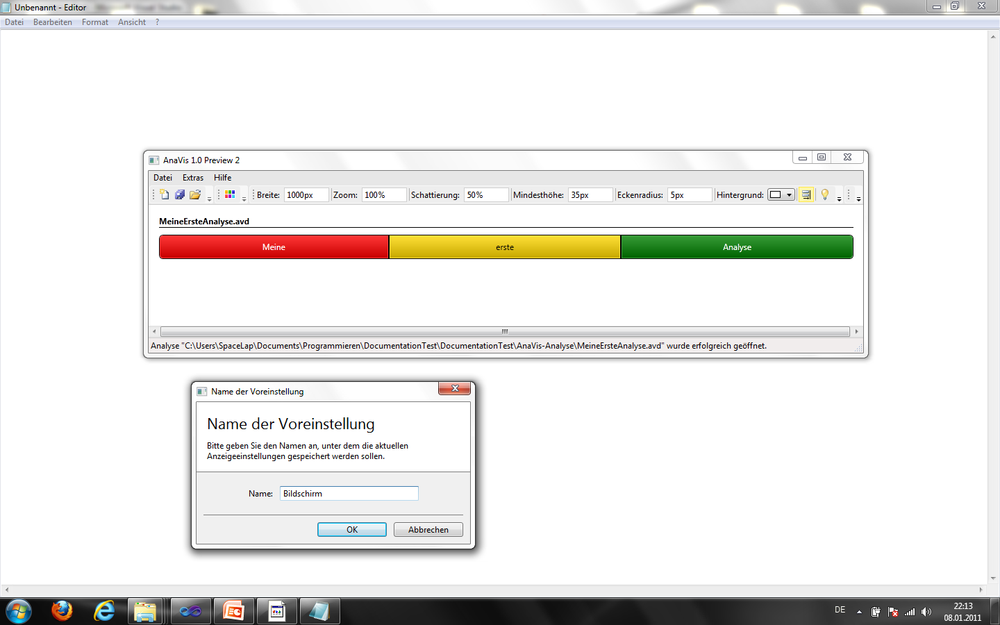 Unbenannt - Editor
Datei Bearbeiten Format Ansicht ?
AnaVis 1.0 Preview 2
Datei Extras Hilfe
Breite: 1000px Zoom: 100% Schattierung: 50% Mindesthöhe: 35px Eckenradius: 5px Hintergrund:
MeineErsteAnalyse.avd
Meine erste Analyse
Analyse "C:\Users\SpaceLap\Documents\Programmieren\DocumentationTest\DocumentationTest\AnaVis-Analyse\MeineErsteAnalyse.avd" wurde erfolgreich geöffnet.
Name der Voreinstellung
Name der Voreinstellung
Bitte geben Sie den Namen an, unter dem die aktuellen
Anzeigeeinstellungen gespeichert werden sollen.
Name: Bildschirm
OK Abbrechen
DE 22:13
08.01.2011